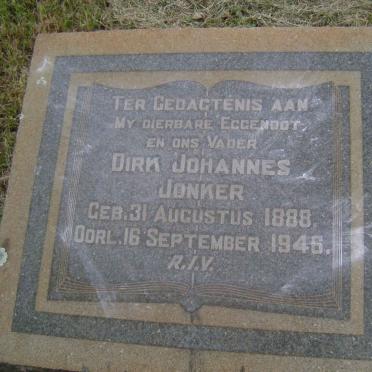 TER GEDAGTENIS AAN
MY DIERBARE EGGENOOT
EN ONS VADER
DIRK JOHANNES
JONKER
GEB. 31 AUGUSTUS 1888
OORL. 16 SEPTEMBER 1946.
R.I.V.